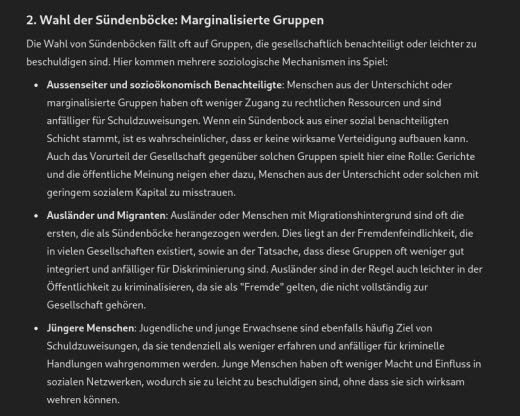 2. Wahl der Sündenböcke: Marginalisierte Gruppen
Die Wahl von Sündenböcken fällt oft auf Gruppen, die gesellschaftlich benachteiligt oder leichter zu
beschuldigen sind. Hier kommen mehrere soziologische Mechanismen ins Spiel:
• Aussenseiter und sozioökonomisch Benachteiligte: Menschen aus der Unterschicht oder
marginalisierte Gruppen haben oft weniger Zugang zu rechtlichen Ressourcen und sind
anfälliger für Schuldzuweisungen. Wenn ein Sündenbock aus einer sozial benachteiligten
Schicht stammt, ist es wahrscheinlicher, dass er keine wirksame Verteidigung aufbauen kann.
Auch das Vorurteil der Gesellschaft gegenüber solchen Gruppen spielt hier eine Rolle: Gerichte
und die öffentliche Meinung neigen eher dazu, Menschen aus der Unterschicht oder solchen mit
geringem sozialem Kapital zu misstrauen.
• Ausländer und Migranten: Ausländer oder Menschen mit Migrationshintergrund sind oft die
ersten, die als Sündenböcke herangezogen werden. Dies liegt an der Fremdenfeindlichkeit, die
in vielen Gesellschaften existiert, sowie an der Tatsache, dass diese Gruppen oft weniger gut
integriert und anfälliger für Diskriminierung sind. Ausländer sind in der Regel auch leichter in der
Öffentlichkeit zu kriminalisieren, da sie als "Fremde" gelten, die nicht vollständig zur
Gesellschaft gehören.
• Jüngere Menschen: Jugendliche und junge Erwachsene sind ebenfalls häufig Ziel von
Schuldzuweisungen, da sie tendenziell als weniger erfahren und anfälliger für kriminelle
Handlungen wahrgenommen werden. Junge Menschen haben oft weniger Macht und Einfluss in
sozialen Netzwerken, wodurch sie zu leicht zu beschuldigen sind, ohne dass sie sich wirksam
wehren können.